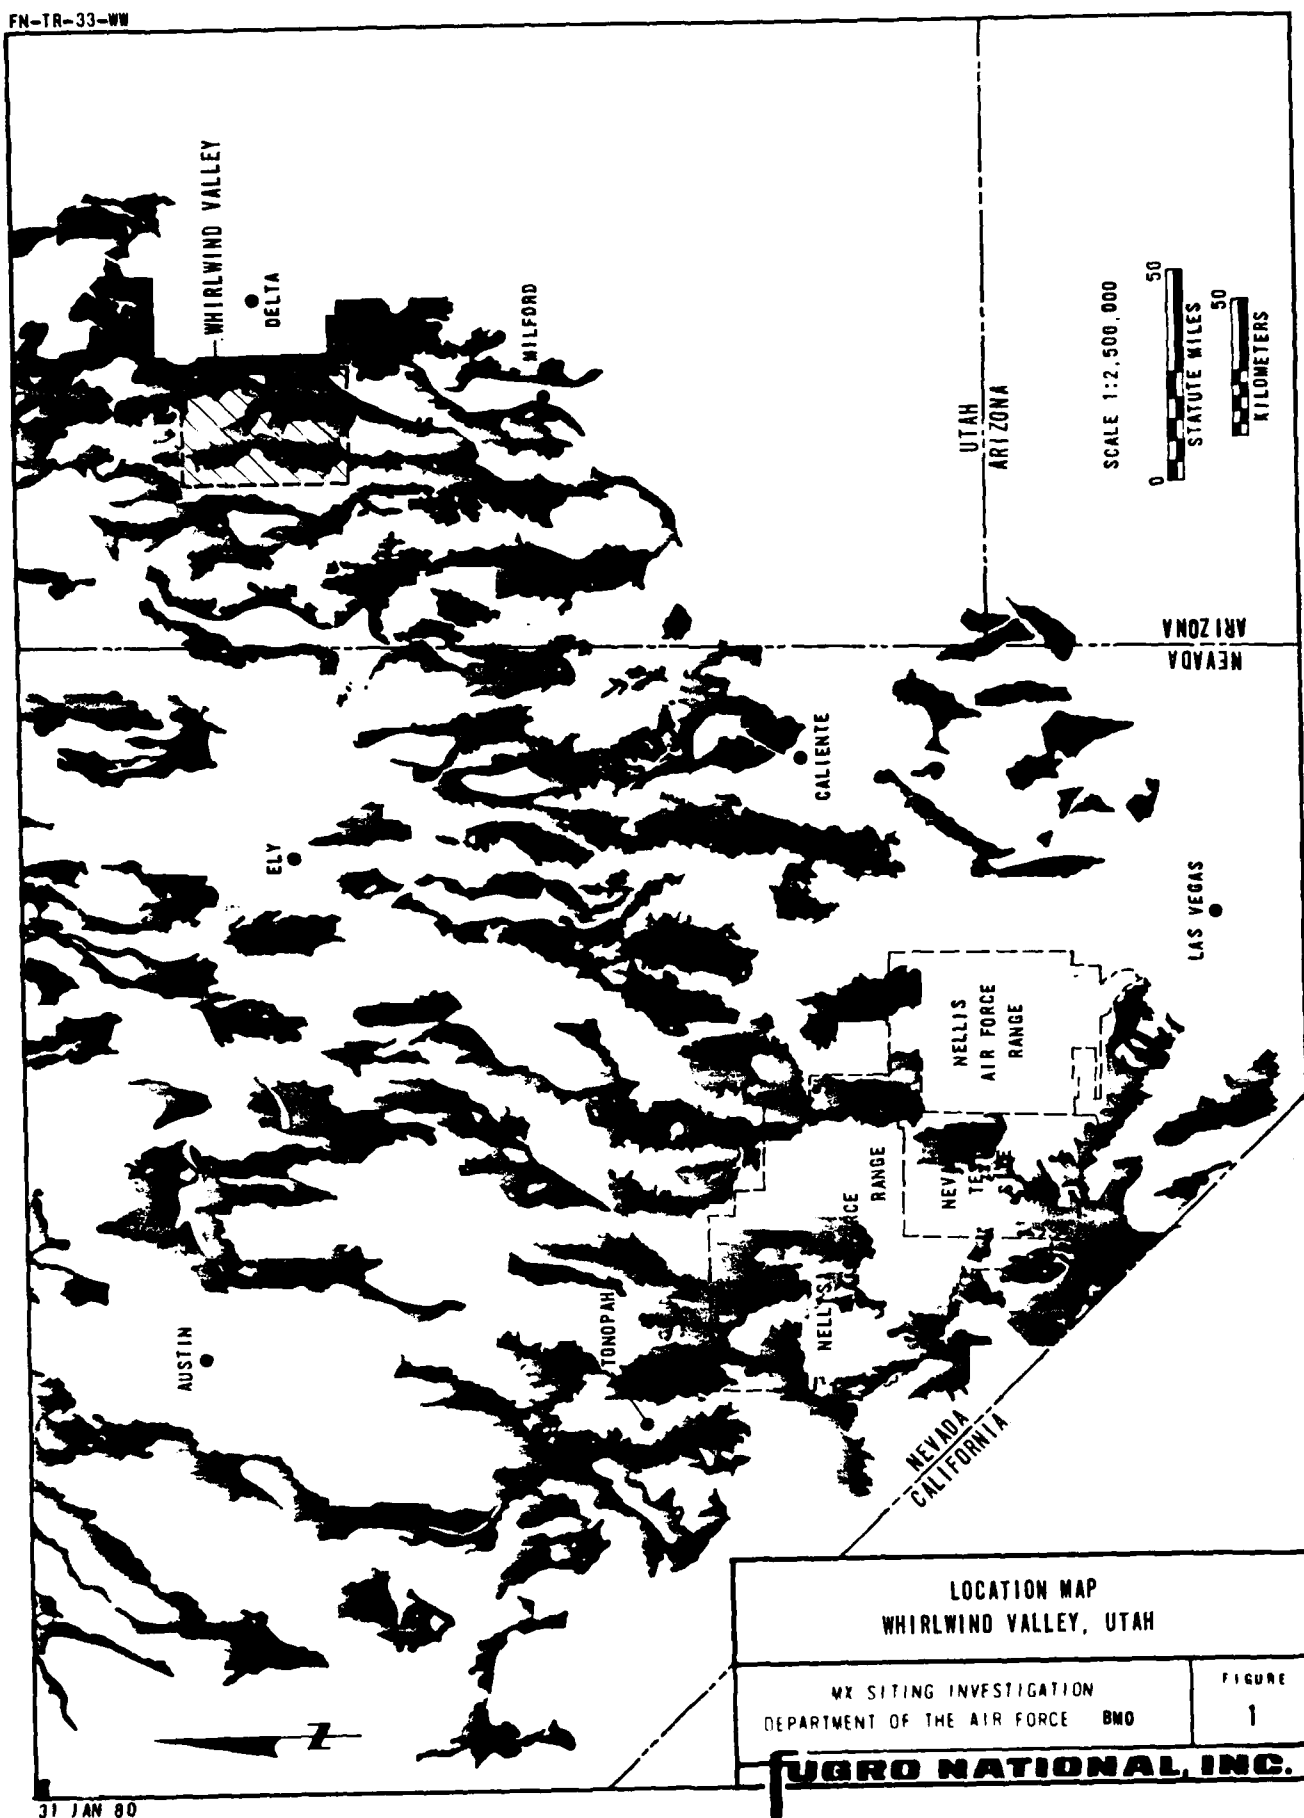 FN-TR-33-WW
WHIRLWIND VALLEY
DELTA
MILFORD
UTAH
ARIZONA
SCALE 1:2,500,000
0
50
STATUTE MILES
50
KILOMETERS
NEVADA
ARIZONA
CALIENTE
ELY
LAS VEGAS
NELLIS
AIR FORCE
RANGE
RANGE
AUSTIN
TONOPAH
NELLIS
NEVADA
CALIFORNIA
N
LOCATION MAP
WHIRLWIND VALLEY, UTAH
MX SITING INVESTIGATION
DEPARTMENT OF THE AIR FORCE BMO
FIGURE
1
FUGRO NATIONAL, INC.
31 JAN 80